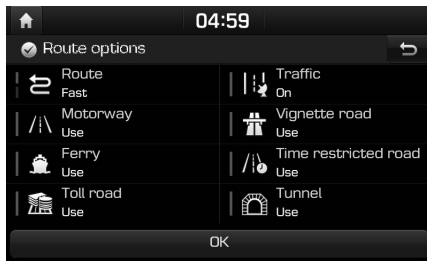 04:59
Route options
Route
Fast
Traffic
On
Motorway
Use
Vignette road
Use
Ferry
Use
Time restricted road
Use
Toll road
Use
Tunnel
Use
OK